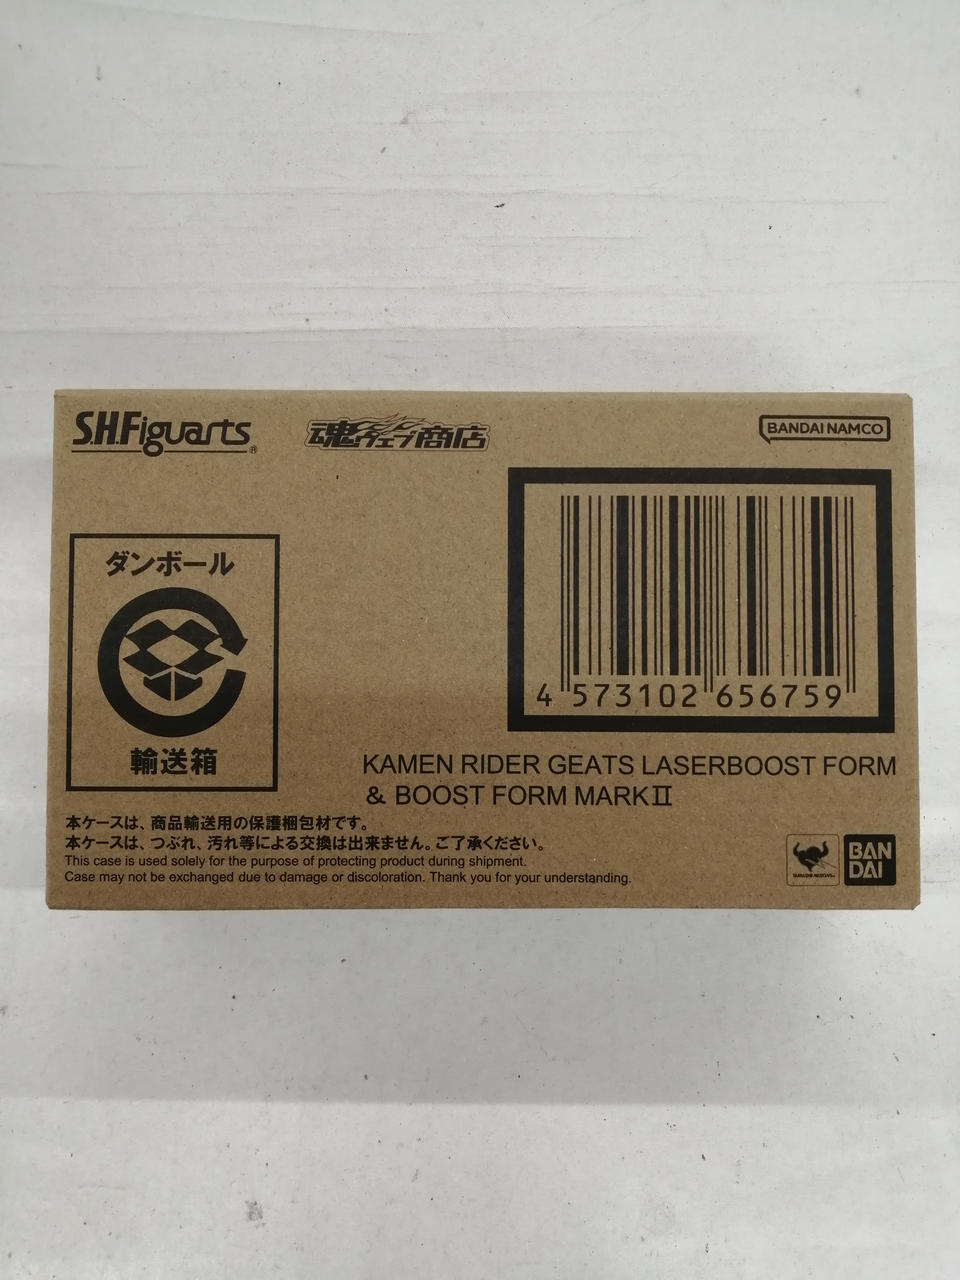 S.H.Figuarts®
魂ウェブ商店
BANDAI NAMCO
ダンボール
輸送箱
4 573102 656759
KAMEN RIDER GEATS LASERBOOST FORM
& BOOST FORM MARKⅡ
本ケースは、商品輸送用の保護梱包材です。
本ケースは、つぶれ、汚れ等による交換は出来ません。ご了承ください。
This case is used solely for the purpose of protecting product during shipment.
Case may not be exchanged due to damage or discoloration. Thank you for your understanding.
TAMASHII NATIONS
BAN
DAI